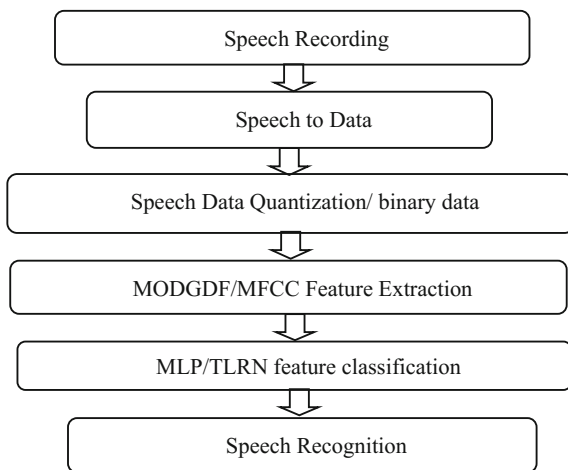 Speech Recording
Speech to Data
Speech Data Quantization/ binary data
MODGDF/MFCC Feature Extraction
MLP/TLRN feature classification
Speech Recognition